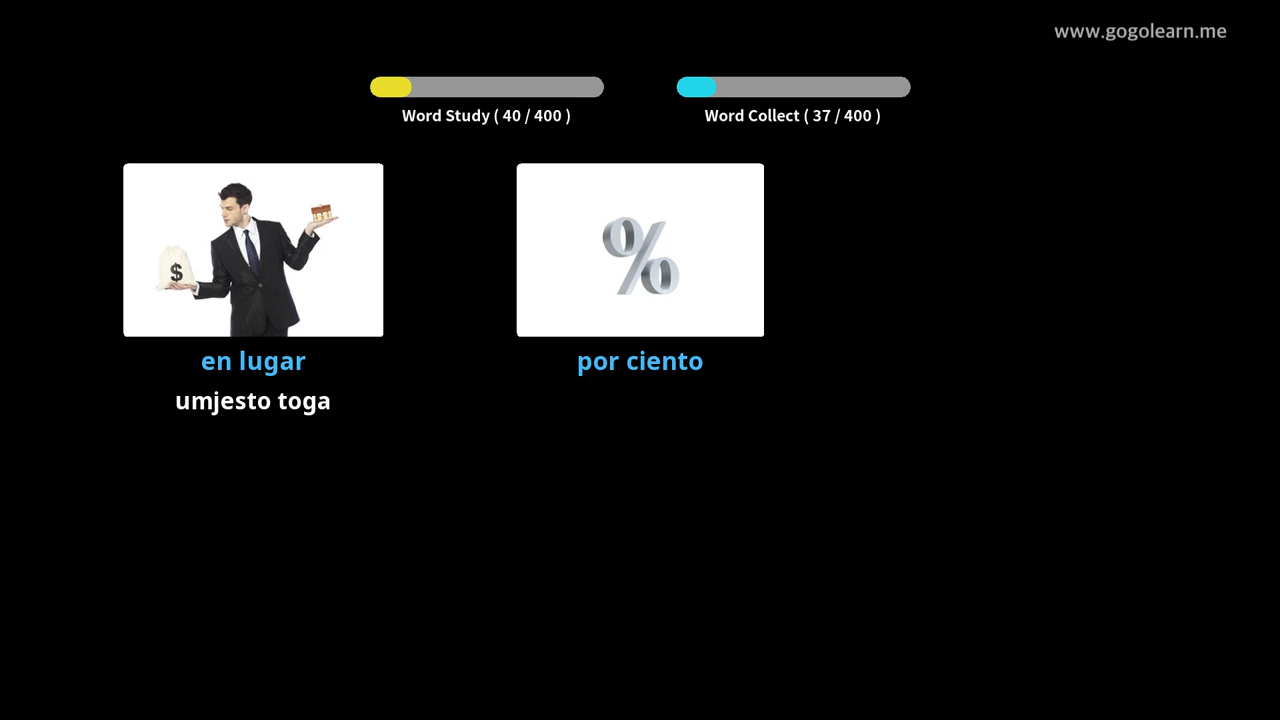 www.gogolearn.me
Word Study ( 40 / 400 )
Word Collect ( 37 / 400 )
$
%
en lugar
por ciento
umjesto toga